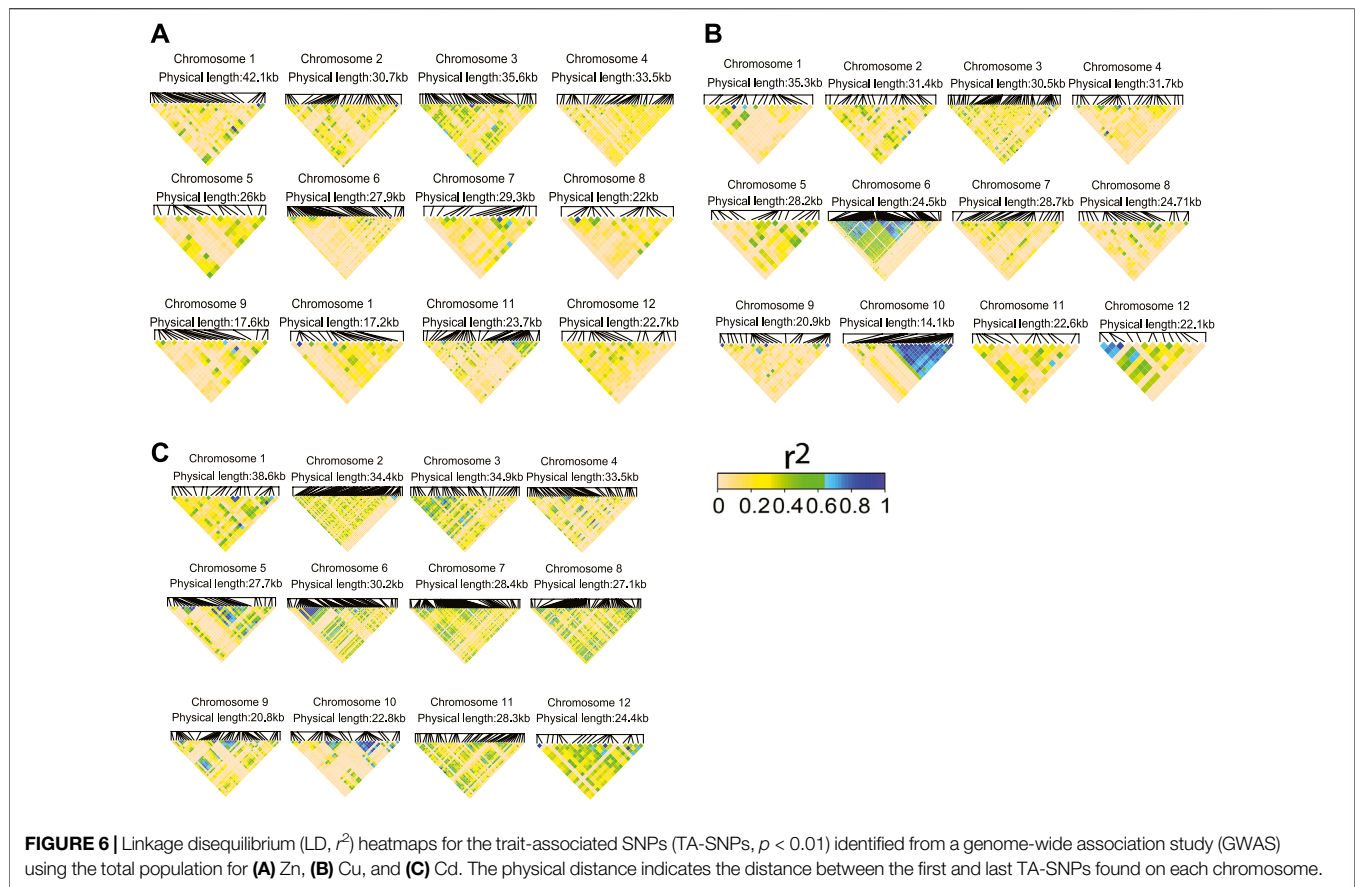 A
Chromosome 1
Physical length:42.1kb
Chromosome 2
Physical length:30.7kb
Chromosome 3
Physical length:35.6kb
Chromosome 4
Physical length:33.5kb
Chromosome 5
Physical length:26kb
Chromosome 6
Physical length:27.9kb
Chromosome 7
Physical length:29.3kb
Chromosome 8
Physical length:22kb
Chromosome 9
Physical length:17.6kb
Chromosome 1
Physical length:17.2kb
Chromosome 11
Physical length:23.7kb
Chromosome 12
Physical length:22.7kb
B
Chromosome 1
Physical length:35.3kb
Chromosome 2
Physical length:31.4kb
Chromosome 3
Physical length:30.5kb
Chromosome 4
Physical length:31.7kb
Chromosome 5
Physical length:28.2kb
Chromosome 6
Physical length:24.5kb
Chromosome 7
Physical length:28.7kb
Chromosome 8
Physical length:24.71kb
Chromosome 9
Physical length:20.9kb
Chromosome 10
Physical length:14.1kb
Chromosome 11
Physical length:22.6kb
Chromosome 12
Physical length:22.1kb
C
Chromosome 1
Physical length:38.6kb
Chromosome 2
Physical length:34.4kb
Chromosome 3
Physical length:34.9kb
Chromosome 4
Physical length:33.5kb
Chromosome 5
Physical length:27.7kb
Chromosome 6
Physical length:30.2kb
Chromosome 7
Physical length:28.4kb
Chromosome 8
Physical length:27.1kb
Chromosome 9
Physical length:20.8kb
Chromosome 10
Physical length:22.8kb
Chromosome 11
Physical length:28.3kb
Chromosome 12
Physical length:24.4kb
r2
0 0.2 0.4 0.6 0.8 1
FIGURE 6 | Linkage disequilibrium (LD, r2) heatmaps for the trait-associated SNPs (TA-SNPs, p < 0.01) identified from a genome-wide association study (GWAS)
using the total population for (A) Zn, (B) Cu, and (C) Cd. The physical distance indicates the distance between the first and last TA-SNPs found on each chromosome.